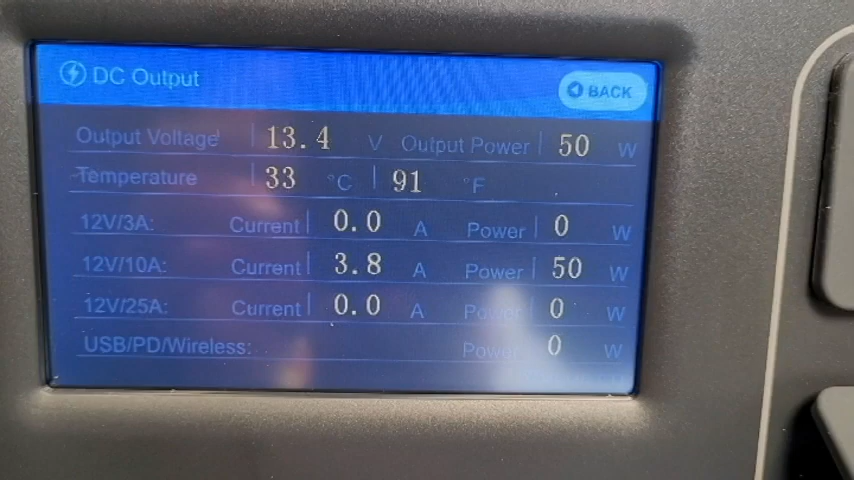 DC Output BACK
Output Voltage 13.4 V Output Power 50 W
Temperature 33 °C 91 °F
12V/3A: Current 0.0 A Power 0 W
12V/10A: Current 3.8 A Power 50 W
12V/25A: Current 0.0 A Power 0 W
USB/PD/Wireless: Power 0 W